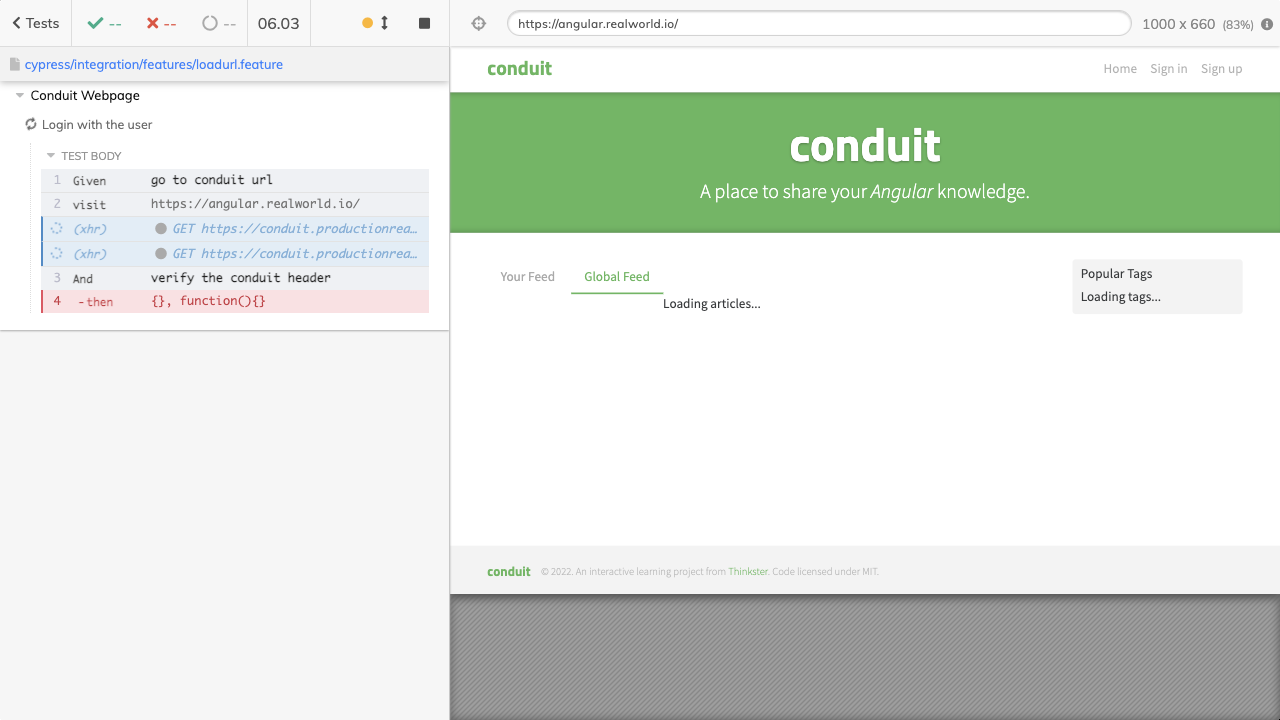 Tests -- -- -- 06.03
https://angular.realworld.io/ 1000 x 660 (83%)
cypress/integration/features/loadurl.feature
Conduit Webpage
Login with the user
TEST BODY
1 Given go to conduit url
2 visit https://angular.realworld.io/
(xhr) GET https://conduit.productionrea…
(xhr) GET https://conduit.productionrea…
3 And verify the conduit header
4 -then {}, function(){}
conduit Home Sign in Sign up
conduit
A place to share your Angular knowledge.
Your Feed Global Feed
Loading articles...
Popular Tags
Loading tags...
conduit © 2022. An interactive learning project from Thinkster. Code licensed under MIT.